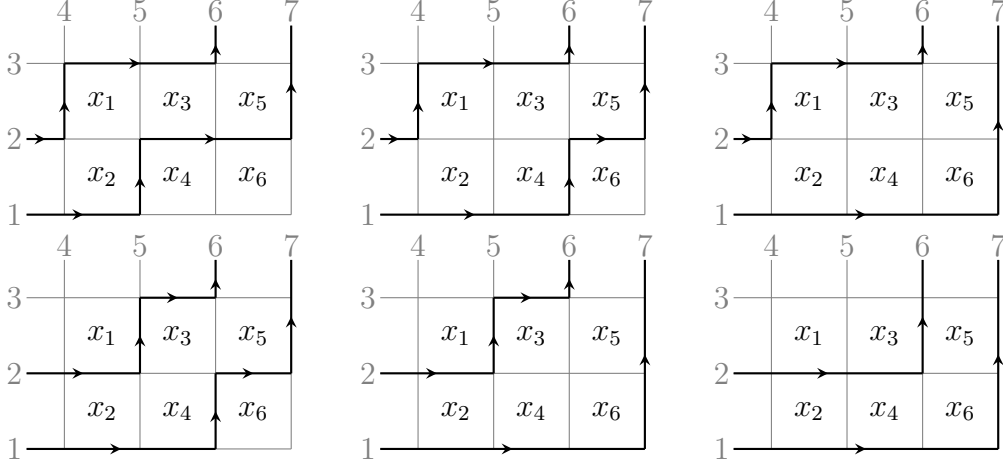 4 5 6 7 4 5 6 7 4 5 6 7
3 x₁ x₃ x₅ 3 x₁ x₃ x₅ 3 x₁ x₃ x₅
2 x₂ x₄ x₆ 2 x₂ x₄ x₆ 2 x₂ x₄ x₆
1 1 1
4 5 6 7 4 5 6 7 4 5 6 7
3 x₁ x₃ x₅ 3 x₁ x₃ x₅ 3 x₁ x₃ x₅
2 x₂ x₄ x₆ 2 x₂ x₄ x₆ 2 x₂ x₄ x₆
1 1 1